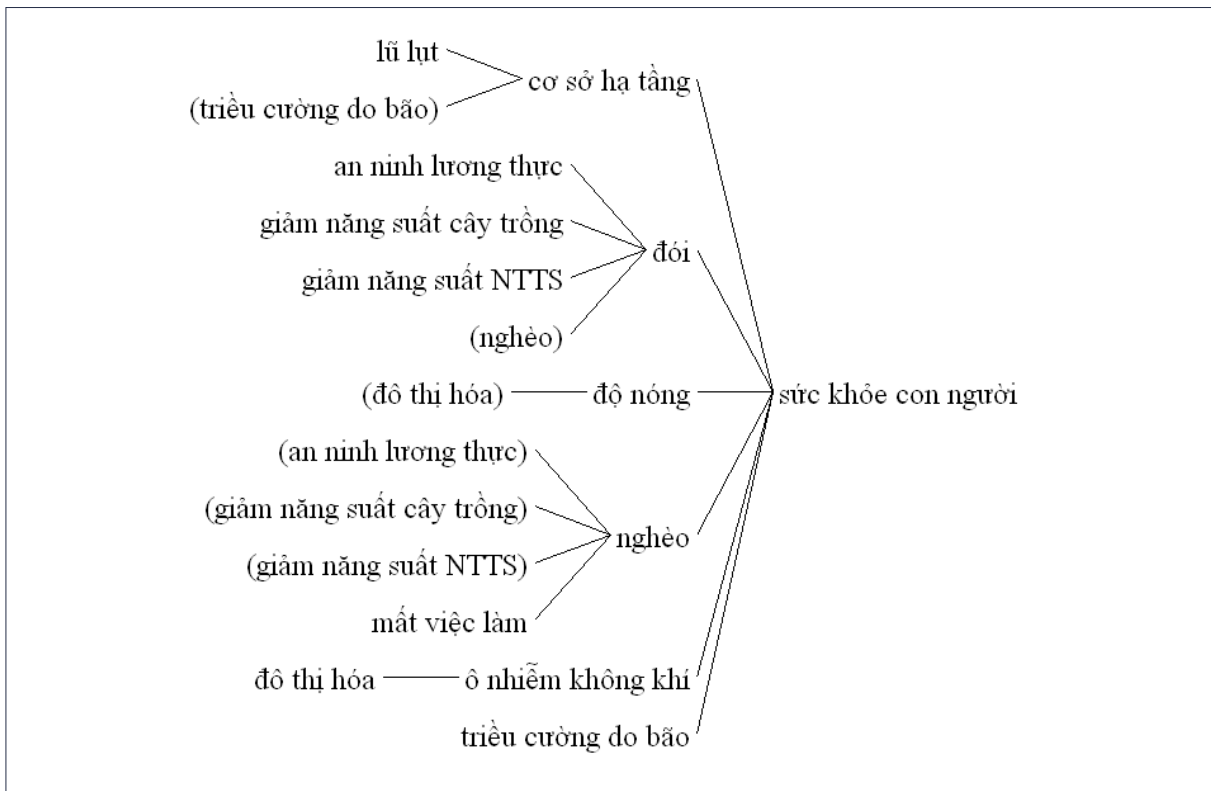 lũ lụt
cơ sở hạ tầng
(triều cường do bão)
an ninh lương thực
giảm năng suất cây trồng
đói
giảm năng suất NTTS
(nghèo)
(đô thị hóa)
độ nóng
sức khỏe con người
(an ninh lương thực)
(giảm năng suất cây trồng)
nghèo
(giảm năng suất NTTS)
mất việc làm
đô thị hóa
ô nhiễm không khí
triều cường do bão